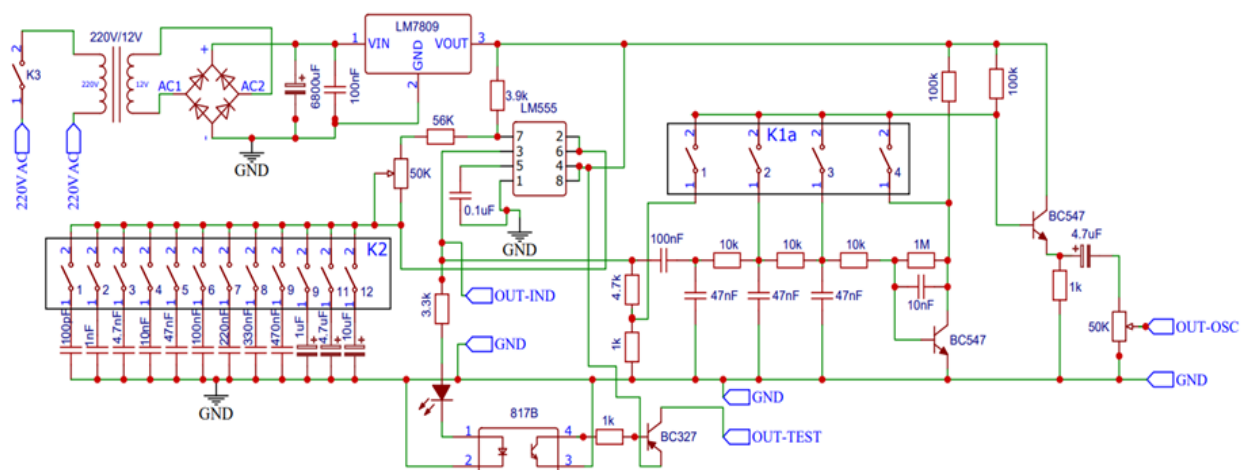 220V/12V
2
K3
1
220V
12V
AC1
AC2
+
-
220V AC
220V AC
GND
6800uF
+
100nF
LM7809
1
VIN
VOUT
3
GND
2
3.9k
LM555
56K
7
3
5
1
2
6
4
8
50K
0.1uF
GND
100k
100k
K1a
2
2
2
2
1
2
3
4
1
1
1
1
BC547
4.7uF
+
1k
50K
OUT-OSC
GND
K2
2
2
2
2
2
2
2
2
2
2
2
2
1
2
3
4
5
6
7
8
9
9
11
12
1
1
1
1
1
1
1
1
1
1
1
1
100pF
1nF
4.7nF
10nF
47nF
100nF
220nF
330nF
470nF
1uF
4.7uF
10uF
+
+
+
GND
3.3k
OUT-IND
GND
100nF
4.7k
1k
10k
10k
10k
1M
10nF
47nF
47nF
47nF
BC547
GND
817B
1
2
4
3
1k
BC327
OUT-TEST